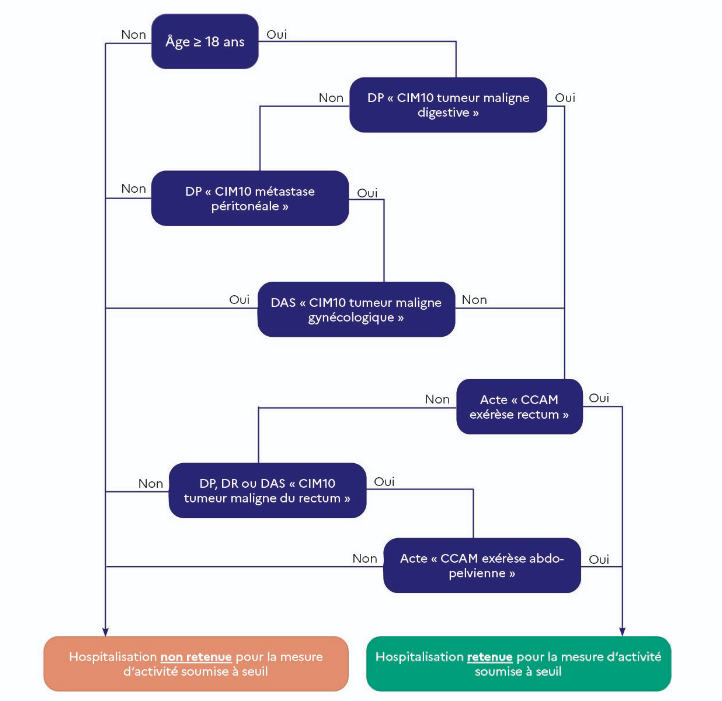 Non
Âge ≥ 18 ans
Oui
Non
DP « CIM10 tumeur maligne
digestive »
Oui
Non
DP « CIM10 métastase
péritonéale »
Oui
Oui
DAS « CIM10 tumeur maligne
gynécologique »
Non
Non
Acte « CCAM
exérèse rectum »
Oui
Non
DP, DR ou DAS « CIM10
tumeur maligne du rectum »
Oui
Non
Acte « CCAM exérèse abdo-
pelvienne »
Oui
Hospitalisation non retenue pour la mesure
d’activité soumise à seuil
Hospitalisation retenue pour la mesure d’activité
soumise à seuil